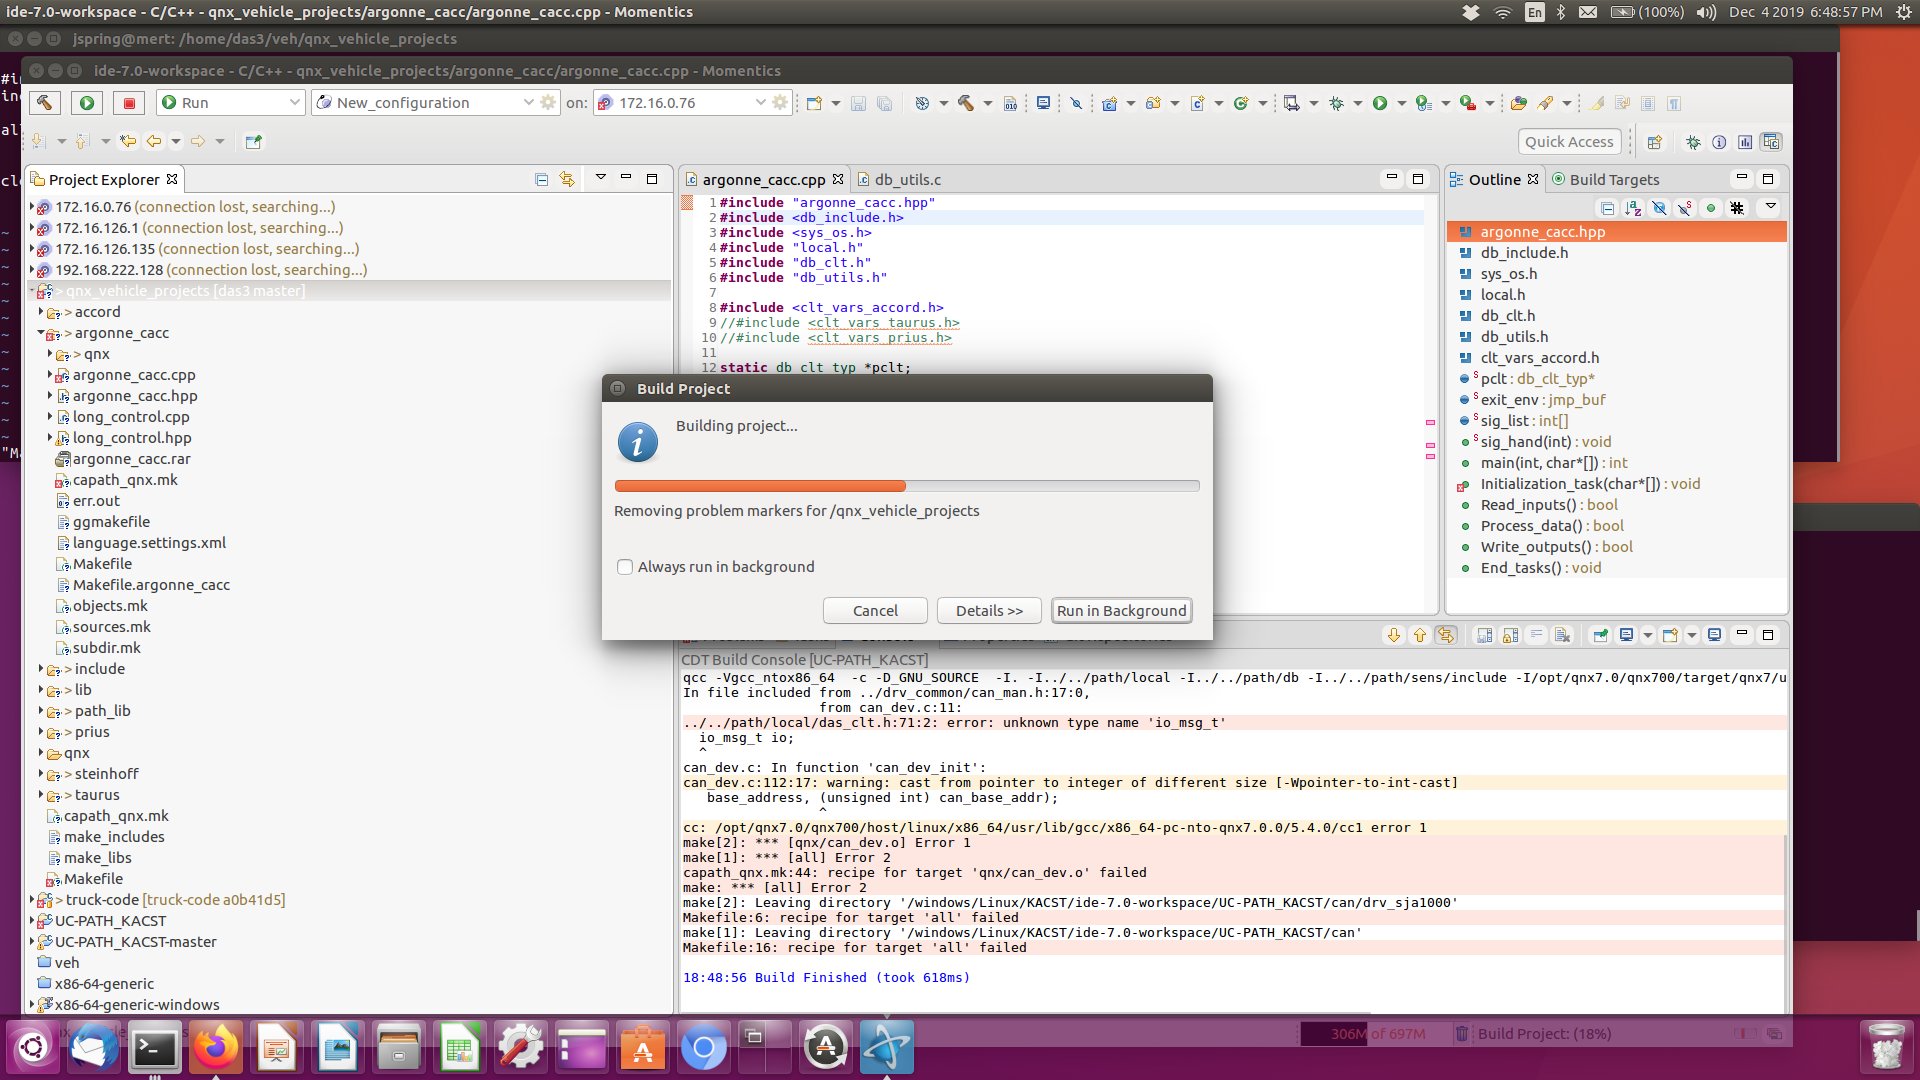 ide-7.0-workspace - C/C++ - qnx_vehicle_projects/argonne_cacc/argonne_cacc.cpp - Momentics
En
(100%)
Dec 4 2019 6:48:57 PM
jspring@mert: /home/das3/veh/qnx_vehicle_projects
ide-7.0-workspace - C/C++ - qnx_vehicle_projects/argonne_cacc/argonne_cacc.cpp - Momentics
Run
New_configuration
on:
172.16.0.76
Quick Access
Project Explorer
172.16.0.76 (connection lost, searching...)
172.16.126.1 (connection lost, searching...)
172.16.126.135 (connection lost, searching...)
192.168.222.128 (connection lost, searching...)
> qnx_vehicle_projects [das3 master]
> accord
> argonne_cacc
> qnx
argonne_cacc.cpp
argonne_cacc.hpp
long_control.cpp
long_control.hpp
argonne_cacc.rar
capath_qnx.mk
err.out
ggmakefile
language.settings.xml
Makefile
Makefile.argonne_cacc
objects.mk
sources.mk
subdir.mk
> include
> lib
> path_lib
> prius
qnx
> steinhoff
> taurus
capath_qnx.mk
make_includes
make_libs
Makefile
> truck-code [truck-code a0b41d5]
UC-PATH_KACST
UC-PATH_KACST-master
veh
x86-64-generic
x86-64-generic-windows
argonne_cacc.cpp
db_utils.c
1 #include "argonne_cacc.hpp"
2 #include <db_include.h>
3 #include <sys_os.h>
4 #include "local.h"
5 #include "db_clt.h"
6 #include "db_utils.h"
7
8 #include <clt_vars_accord.h>
9 //#include <clt_vars_taurus.h>
10 //#include <clt_vars_prius.h>
11
12 static db_clt_typ *pclt;
Build Project
Building project...
Removing problem markers for /qnx_vehicle_projects
Always run in background
Cancel
Details >>
Run in Background
Outline
Build Targets
argonne_cacc.hpp
db_include.h
sys_os.h
local.h
db_clt.h
db_utils.h
clt_vars_accord.h
pclt : db_clt_typ*
exit_env : jmp_buf
sig_list : int[]
sig_hand(int) : void
main(int, char*[]) : int
Initialization_task(char*[]) : void
Read_inputs() : bool
Process_data() : bool
Write_outputs() : bool
End_tasks() : void
CDT Build Console [UC-PATH_KACST]
qcc -Vgcc_ntox86_64  -c -D_GNU_SOURCE  -I. -I../../path/local -I../../path/db -I../../path/sens/include -I/opt/qnx7.0/qnx700/target/qnx7/u
In file included from ../drv_common/can_man.h:17:0,
from can_dev.c:11:
../../path/local/das_clt.h:71:2: error: unknown type name 'io_msg_t'
io_msg_t io;
^
can_dev.c: In function 'can_dev_init':
can_dev.c:112:17: warning: cast from pointer to integer of different size [-Wpointer-to-int-cast]
base_address, (unsigned int) can_base_addr);
^
cc: /opt/qnx7.0/qnx700/host/linux/x86_64/usr/lib/gcc/x86_64-pc-nto-qnx7.0.0/5.4.0/cc1 error 1
make[2]: *** [qnx/can_dev.o] Error 1
make[1]: *** [all] Error 2
capath_qnx.mk:44: recipe for target 'qnx/can_dev.o' failed
make: *** [all] Error 2
make[2]: Leaving directory '/windows/Linux/KACST/ide-7.0-workspace/UC-PATH_KACST/can/drv_sja1000'
Makefile:6: recipe for target 'all' failed
make[1]: Leaving directory '/windows/Linux/KACST/ide-7.0-workspace/UC-PATH_KACST/can'
Makefile:16: recipe for target 'all' failed
18:48:56 Build Finished (took 618ms)
306M of 697M
Build Project: (18%)